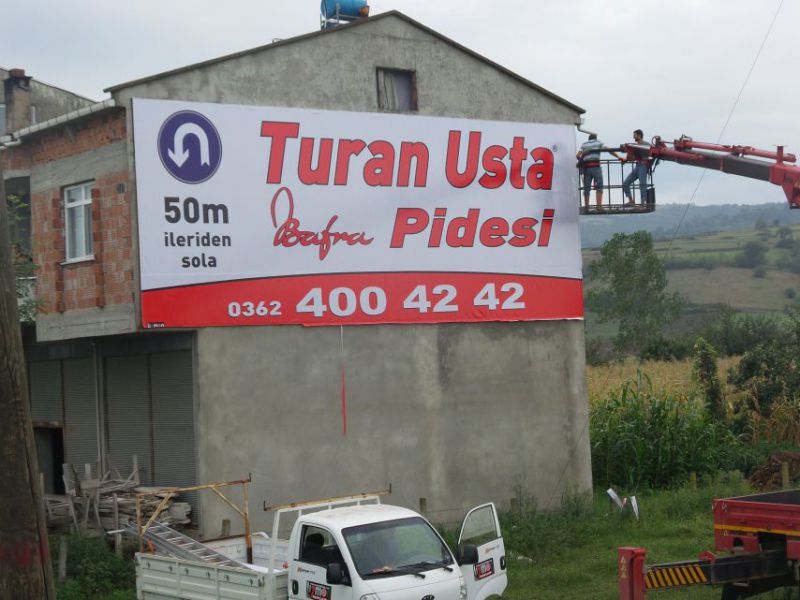 Turan Usta®
Bafra Pidesi
50m
ileriden
sola
0362 400 42 42